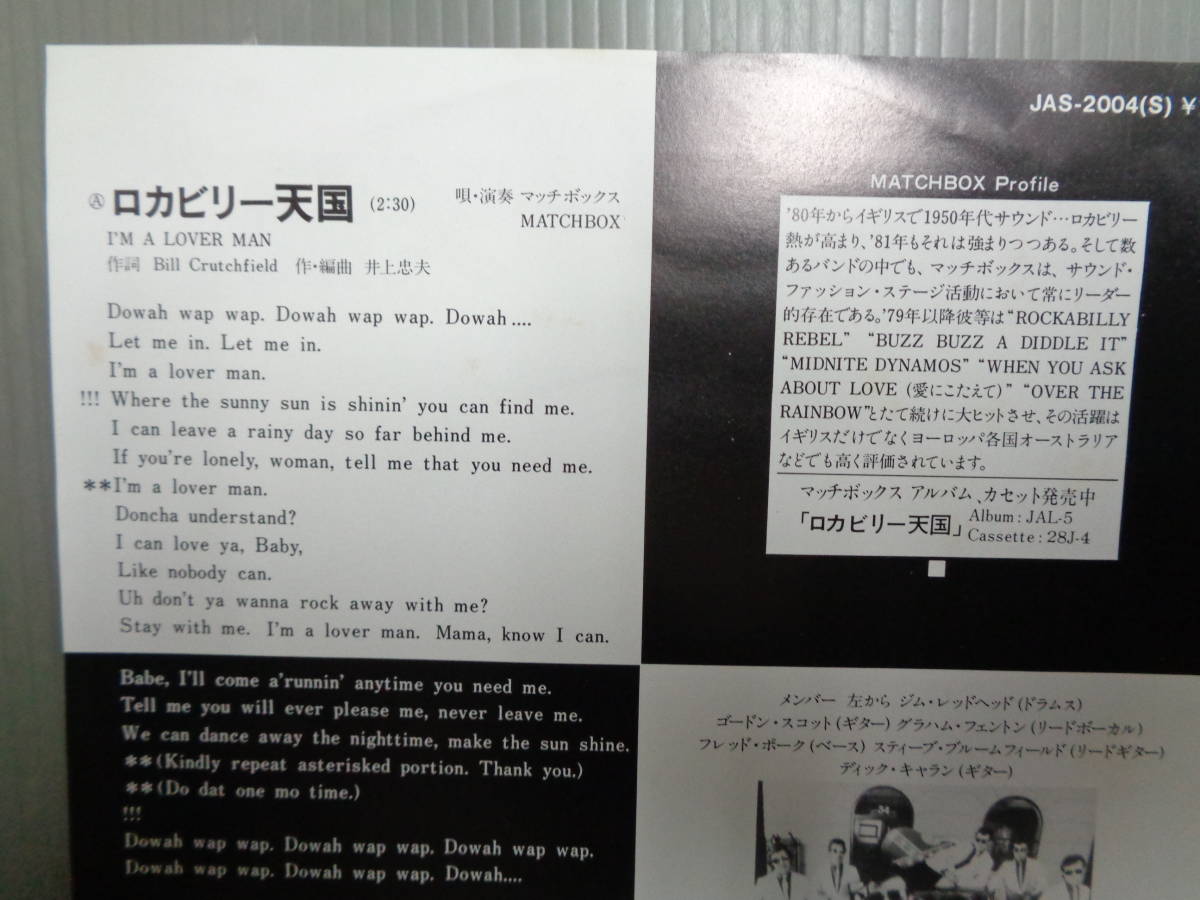 Ⓐ ロカビリー天国 (2:30) 唄・演奏 マッチボックス
MATCHBOX
I'M A LOVER MAN
作詞 Bill Crutchfield 作・編曲 井上忠夫
Dowah wap wap. Dowah wap wap. Dowah....
Let me in. Let me in.
I'm a lover man.
!!! Where the sunny sun is shinin' you can find me.
I can leave a rainy day so far behind me.
If you're lonely, woman, tell me that you need me.
**I'm a lover man.
Doncha understand?
I can love ya, Baby,
Like nobody can.
Uh don't ya wanna rock away with me?
Stay with me. I'm a lover man. Mama, know I can.
Babe, I'll come a'runnin' anytime you need me.
Tell me you will ever please me, never leave me.
We can dance away the nighttime, make the sun shine.
**(Kindly repeat asterisked portion. Thank you.)
**(Do dat one mo time.)
!!!
Dowah wap wap. Dowah wap wap. Dowah wap wap.
Dowah wap wap. Dowah wap wap. Dowah....
JAS-2004(S) ¥
MATCHBOX Profile
'80年からイギリスで1950年代サウンド…ロカビリー
熱が高まり、'81年もそれは強まりつつある。そして数
あるバンドの中でも、マッチボックスは、サウンド・
ファッション・ステージ活動において常にリーダー
的存在である。'79年以降彼等は“ROCKABILLY
REBEL” “BUZZ BUZZ A DIDDLE IT”
“MIDNITE DYNAMOS” “WHEN YOU ASK
ABOUT LOVE (愛にこたえて)” “OVER THE
RAINBOW”とたて続けに大ヒットさせ、その活躍は
イギリスだけでなくヨーロッパ各国オーストラリア
などでも高く評価されています。
マッチボックス アルバム、カセット発売中
「ロカビリー天国」 Album : JAL-5
Cassette : 28J-4
メンバー 左から ジム・レッドヘッド(ドラムス)
ゴードン・スコット(ギター) グラハム・フェントン(リードボーカル)
フレッド・ポーク(ベース) スティーブ・ブルームフィールド(リードギター)
ディック・キャラン(ギター)